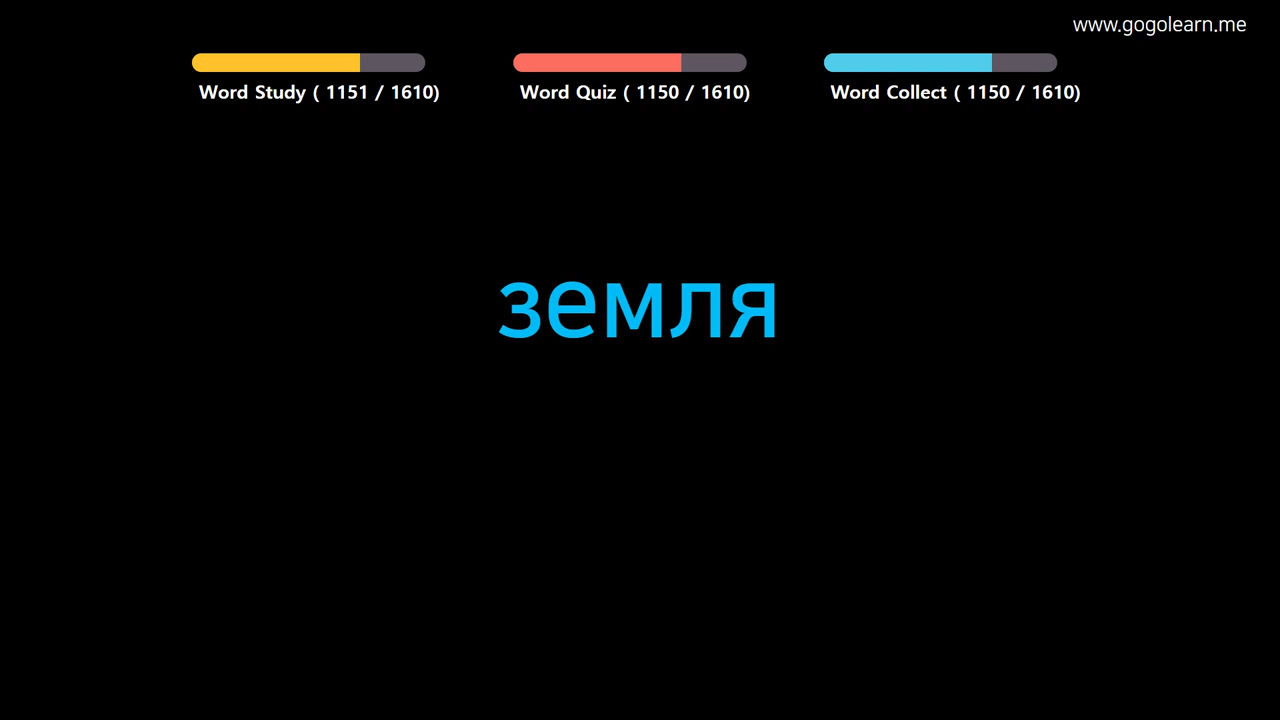 www.gogolearn.me
Word Study ( 1151 / 1610)
Word Quiz ( 1150 / 1610)
Word Collect ( 1150 / 1610)
земля